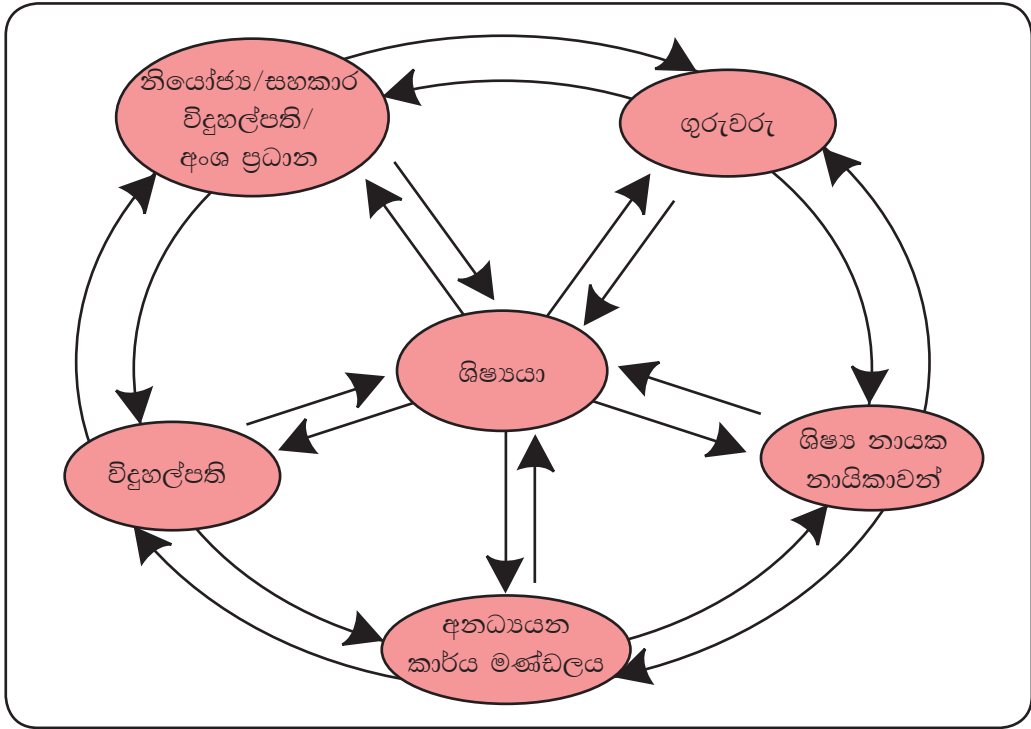 නියෝජ්‍ය/සහකාර
විදුහල්පති/
අංශ ප්‍රධාන
ගුරුවරු
ශිෂ්‍යයා
ශිෂ්‍ය නායක
නායිකාවන්
විදුහල්පති
අනධ්‍යයන
කාර්ය මණ්ඩලය